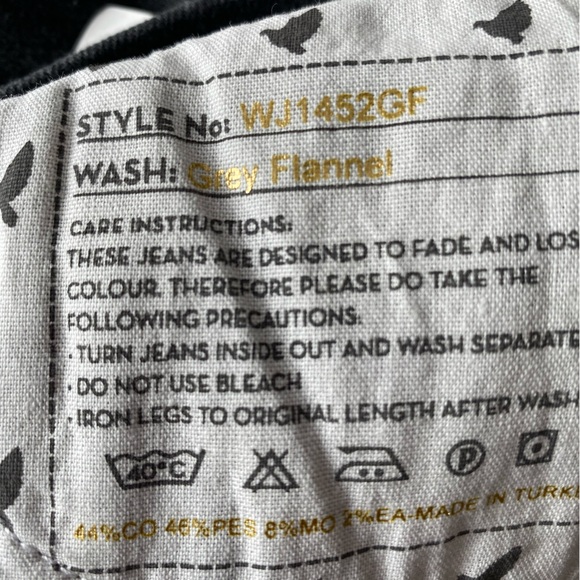 STYLE No: WJ1452GF
WASH: Grey Flannel
CARE INSTRUCTIONS:
THESE JEANS ARE DESIGNED TO FADE AND LOS
COLOUR. THEREFORE PLEASE DO TAKE THE
FOLLOWING PRECAUTIONS.
• TURN JEANS INSIDE OUT AND WASH SEPARATE
• DO NOT USE BLEACH
• IRON LEGS TO ORIGINAL LENGTH AFTER WASH
40°C P
44%CO 46%PES 8%MO 2%EA-MADE IN TURK